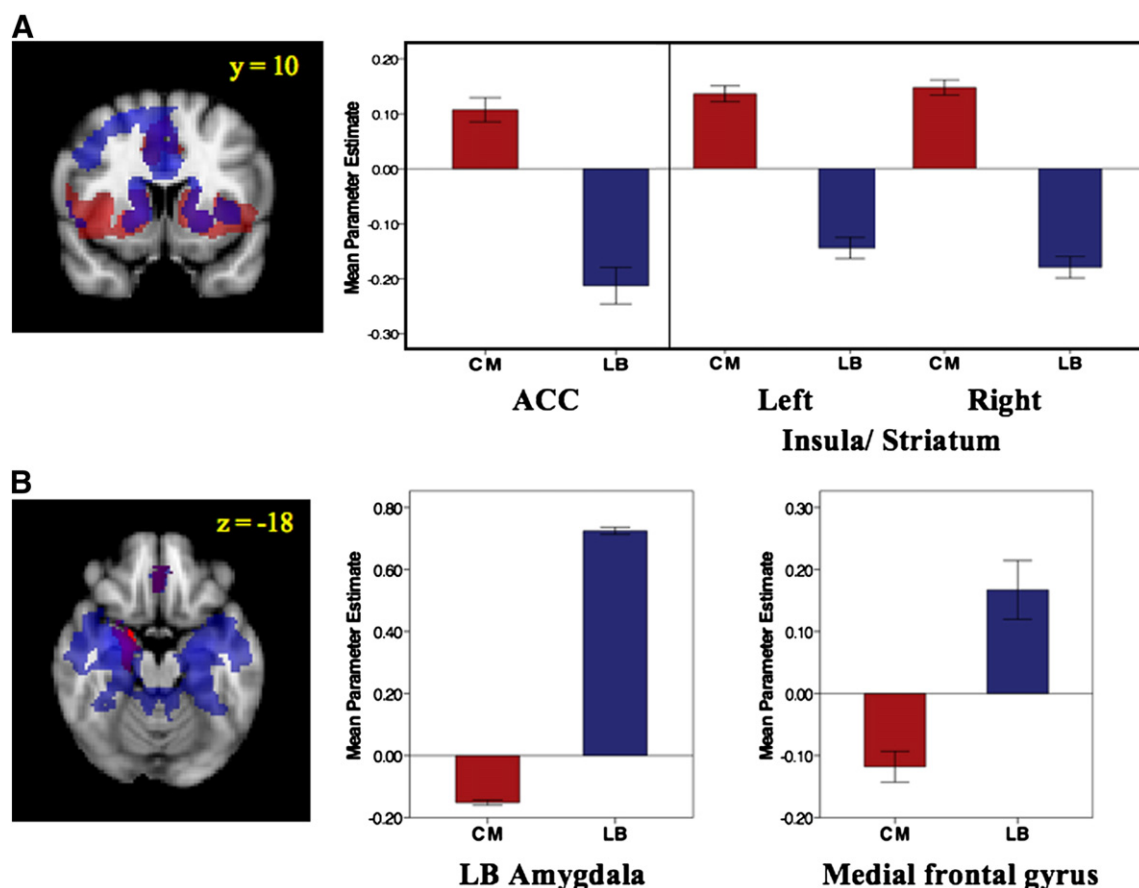 A
y = 10
Mean Parameter Estimate
0.20
0.10
0.00
-0.10
-0.20
-0.30
CM LB CM LB CM LB
ACC Left Right
Insula/ Striatum
B
z = -18
Mean Parameter Estimate
0.80
0.60
0.40
0.20
0.00
-0.20
CM LB
LB Amygdala
Mean Parameter Estimate
0.30
0.20
0.10
0.00
-0.10
-0.20
CM LB
Medial frontal gyrus